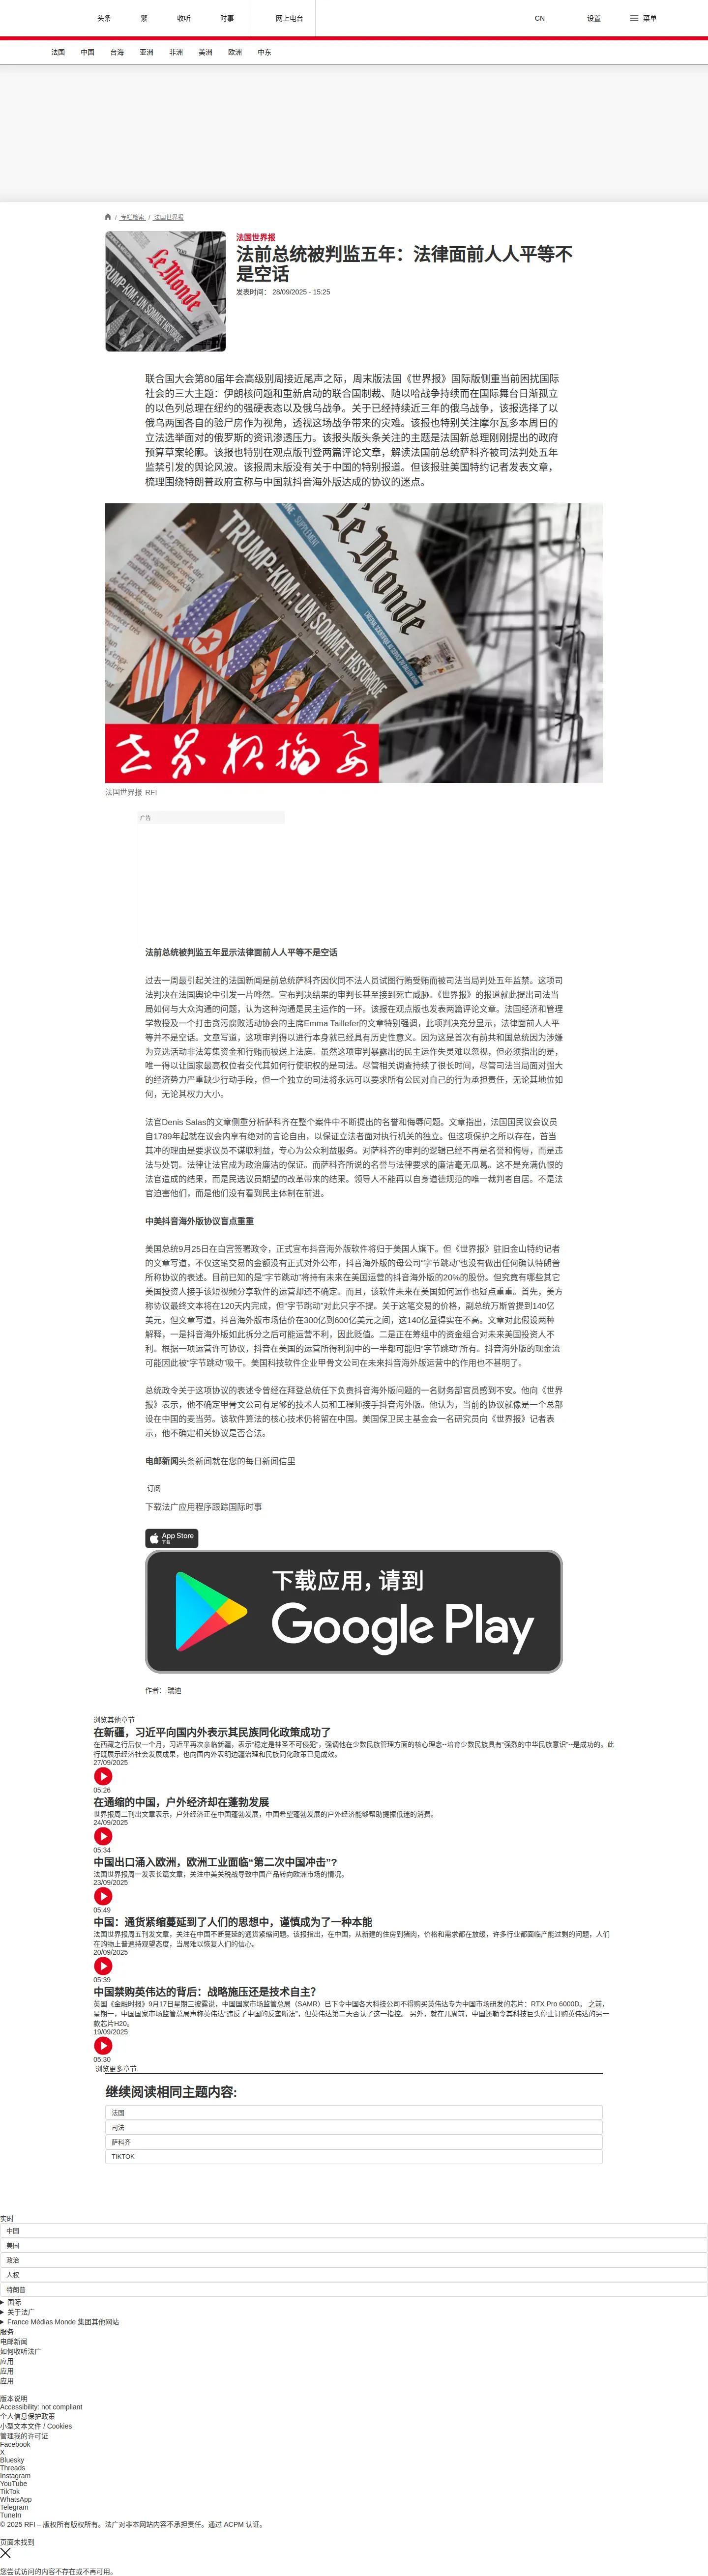 头条
繁
收听
时事
网上电台
CN
设置
菜单
法国
中国
台海
亚洲
非洲
美洲
欧洲
中东
/ 专栏检索 / 法国世界报
法国世界报
法前总统被判监五年：法律面前人人平等不
是空话
发表时间： 28/09/2025 - 15:25
联合国大会第80届年会高级别周接近尾声之际，周末版法国《世界报》国际版侧重当前困扰国际
社会的三大主题：伊朗核问题和重新启动的联合国制裁、随以哈战争持续而在国际舞台日渐孤立
的以色列总理在纽约的强硬表态以及俄乌战争。关于已经持续近三年的俄乌战争，该报选择了以
俄乌两国各自的验尸房作为视角，透视这场战争带来的灾难。该报也特别关注摩尔瓦多本周日的
立法选举面对的俄罗斯的资讯渗透压力。该报头版头条关注的主题是法国新总理刚刚提出的政府
预算草案轮廓。该报也特别在观点版刊登两篇评论文章，解读法国前总统萨科齐被司法判处五年
监禁引发的舆论风波。该报周末版没有关于中国的特别报道。但该报驻美国特约记者发表文章，
梳理围绕特朗普政府宣称与中国就抖音海外版达成的协议的迷点。
Le Monde
TRUMP-KIM : UN SOMMET HISTORIQUE
世界报摘要
法国世界报 RFI
广告
法前总统被判监五年显示法律面前人人平等不是空话
过去一周最引起关注的法国新闻是前总统萨科齐因伙同不法人员试图行贿受贿而被司法当局判处五年监禁。这项司
法判决在法国舆论中引发一片哗然。宣布判决结果的审判长甚至接到死亡威胁。《世界报》的报道就此提出司法当
局如何与大众沟通的问题，认为这种沟通是民主运作的一环。该报在观点版也发表两篇评论文章。法国经济和管理
学教授及一个打击贪污腐败活动协会的主席Emma Taillefer的文章特别强调，此项判决充分显示，法律面前人人平
等并不是空话。文章写道，这项审判得以进行本身就已经具有历史性意义。因为这是首次有前共和国总统因为涉嫌
为竞选活动非法筹集资金和行贿而被送上法庭。虽然这项审判暴露出的民主运作失灵难以忽视，但必须指出的是，
唯一得以让国家最高权位者交代其如何行使职权的是司法。尽管相关调查持续了很长时间，尽管司法当局面对强大
的经济势力严重缺少行动手段，但一个独立的司法将永远可以要求所有公民对自己的行为承担责任，无论其地位如
何，无论其权力大小。
法官Denis Salas的文章侧重分析萨科齐在整个案件中不断提出的名誉和侮辱问题。文章指出，法国国民议会议员
自1789年起就在议会内享有绝对的言论自由，以保证立法者面对执行机关的独立。但这项保护之所以存在，首当
其冲的理由是要求议员不谋取利益，专心为公众利益服务。对萨科齐的审判的逻辑已经不再是名誉和侮辱，而是违
法与处罚。法律让法官成为政治廉洁的保证。而萨科齐所说的名誉与法律要求的廉洁毫无瓜葛。这不是充满仇恨的
法官造成的结果，而是民选议员期望的改革带来的结果。领导人不能再以自身道德规范的唯一裁判者自居。不是法
官迫害他们，而是他们没有看到民主体制在前进。
中美抖音海外版协议盲点重重
美国总统9月25日在白宫签署政令，正式宣布抖音海外版软件将归于美国人旗下。但《世界报》驻旧金山特约记者
的文章写道，不仅这笔交易的金额没有正式对外公布，抖音海外版的母公司“字节跳动”也没有做出任何确认特朗普
所称协议的表述。目前已知的是“字节跳动”将持有未来在美国运营的抖音海外版的20%的股份。但究竟有哪些其它
美国投资人接手该短视频分享软件的运营却还不确定。而且，该软件未来在美国如何运作也疑点重重。首先，美方
称协议最终文本将在120天内完成，但“字节跳动”对此只字不提。关于这笔交易的价格，副总统万斯曾提到140亿
美元，但文章写道，抖音海外版市场估价在300亿到600亿美元之间，这140亿显得实在不高。文章对此假设两种
解释，一是抖音海外版如此拆分之后可能运营不利，因此贬值。二是正在筹组中的资金组合对未来美国投资人不
利。根据一项运营许可协议，抖音在美国的运营所得利润中的一半都可能归“字节跳动”所有。抖音海外版的现金流
可能因此被“字节跳动”吸干。美国科技软件企业甲骨文公司在未来抖音海外版运营中的作用也不甚明了。
总统政令关于这项协议的表述令曾经在拜登总统任下负责抖音海外版问题的一名财务部官员感到不安。他向《世界
报》表示，他不确定甲骨文公司有足够的技术人员和工程师接手抖音海外版。他认为，当前的协议就像是一个总部
设在中国的麦当劳。该软件算法的核心技术仍将留在中国。美国保卫民主基金会一名研究员向《世界报》记者表
示，他不确定相关协议是否合法。
电邮新闻头条新闻就在您的每日新闻信里
订阅
下载法广应用程序跟踪国际时事
App Store
下载
下载应用，请到
Google Play
作者： 瑞迪
浏览其他章节
在新疆，习近平向国内外表示其民族同化政策成功了
在西藏之行后仅一个月，习近平再次亲临新疆，表示“稳定是神圣不可侵犯”，强调他在少数民族管理方面的核心理念--培育少数民族具有“强烈的中华民族意识”--是成功的。此
行既展示经济社会发展成果，也向国内外表明边疆治理和民族同化政策已见成效。
27/09/2025
05:26
在通缩的中国，户外经济却在蓬勃发展
世界报周二刊出文章表示，户外经济正在中国蓬勃发展，中国希望蓬勃发展的户外经济能够帮助提振低迷的消费。
24/09/2025
05:34
中国出口涌入欧洲，欧洲工业面临“第二次中国冲击”?
法国世界报周一发表长篇文章，关注中美关税战导致中国产品转向欧洲市场的情况。
23/09/2025
05:49
中国：通货紧缩蔓延到了人们的思想中，谨慎成为了一种本能
法国世界报周五刊发文章，关注在中国不断蔓延的通货紧缩问题。该报指出，在中国，从新建的住房到猪肉，价格和需求都在放缓，许多行业都面临产能过剩的问题，人们
在购物上普遍持观望态度，当局难以恢复人们的信心。
20/09/2025
05:39
中国禁购英伟达的背后：战略施压还是技术自主？
英国《金融时报》9月17日星期三披露说，中国国家市场监管总局（SAMR）已下令中国各大科技公司不得购买英伟达专为中国市场研发的芯片：RTX Pro 6000D。 之前，
星期一，中国国家市场监管总局声称英伟达“违反了中国的反垄断法”，但英伟达第二天否认了这一指控。 另外，就在几周前，中国还勒令其科技巨头停止订购英伟达的另一
款芯片H20。
19/09/2025
05:30
浏览更多章节
继续阅读相同主题内容:
法国
司法
萨科齐
TIKTOK
实时
中国
美国
政治
人权
特朗普
国际
关于法广
France Médias Monde 集团其他网站
服务
电邮新闻
如何收听法广
应用
应用
应用
版本说明
Accessibility: not compliant
个人信息保护政策
小型文本文件 / Cookies
管理我的许可证
Facebook
X
Bluesky
Threads
Instagram
YouTube
TikTok
WhatsApp
Telegram
TuneIn
© 2025 RFI – 版权所有版权所有。法广对非本网站内容不承担责任。通过 ACPM 认证。
页面未找到
您尝试访问的内容不存在或不再可用。